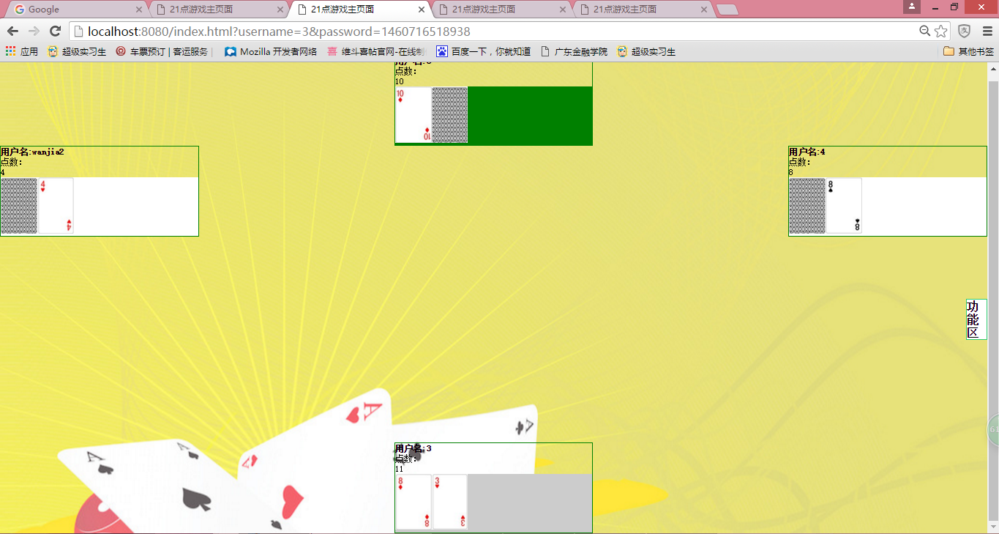 Google
21点游戏主页面
21点游戏主页面
21点游戏主页面
21点游戏主页面
localhost:8080/index.html?username=3&password=1460716518938
应用
超级实习生
车票预订 | 客运服务 |
Mozilla 开发者网络
维斗喜帖官网-在线制
百度一下，你就知道
广东金融学院
超级实习生
其他书签
点数：
10
10
10
用户名:wanjia2
点数：
4
4
4
用户名:4
点数：
8
8
8
功
能
区
61
A
A
A
A
A
用户名:3
点数：
11
8
3
8
3